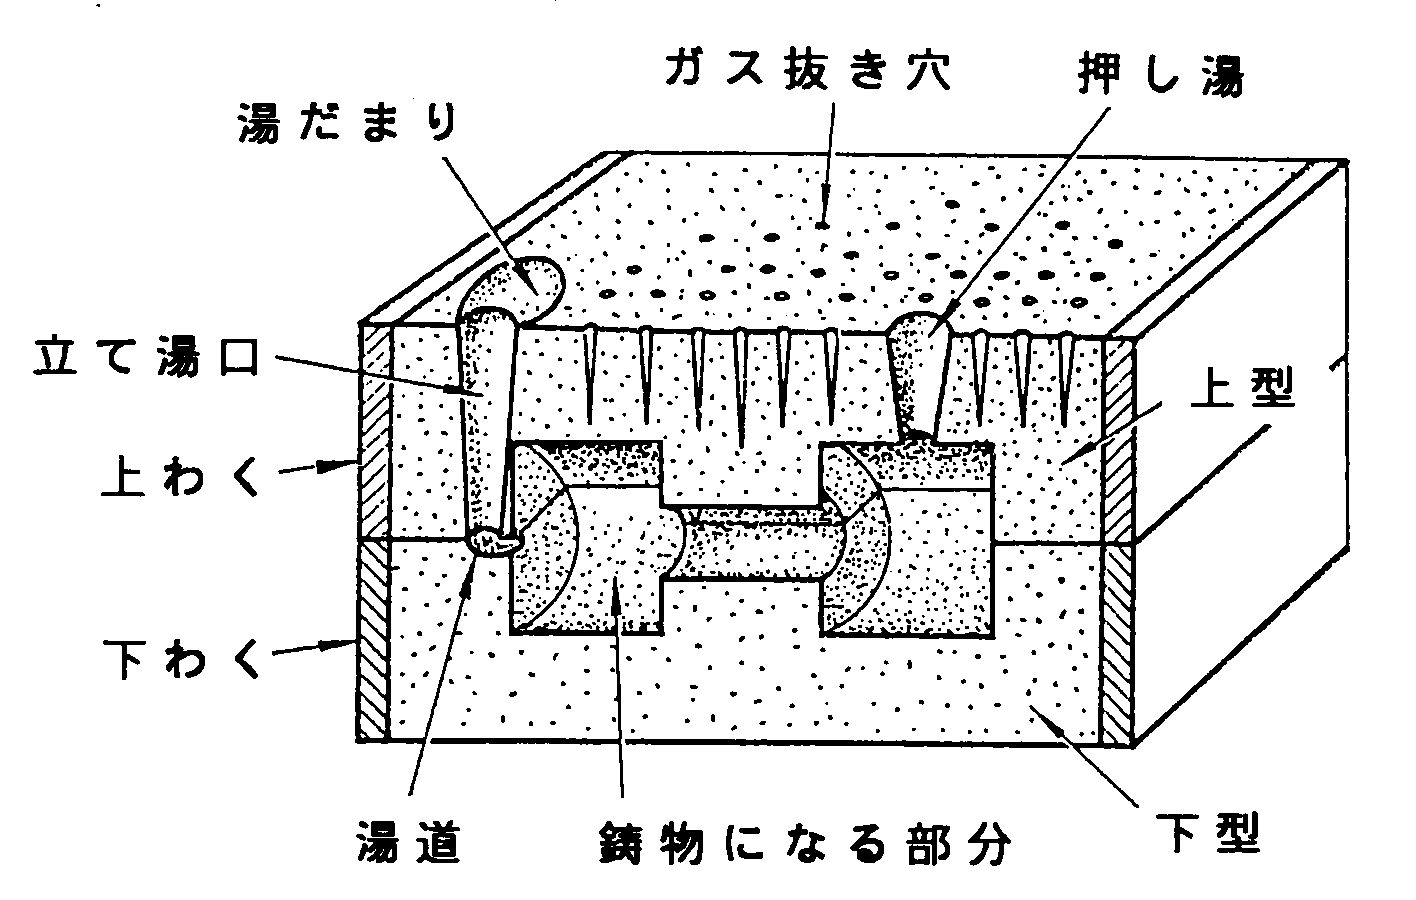 ガス抜き穴
押し湯
湯だまり
立て湯口
上型
上わく
下わく
湯道
鋳物になる部分
下型